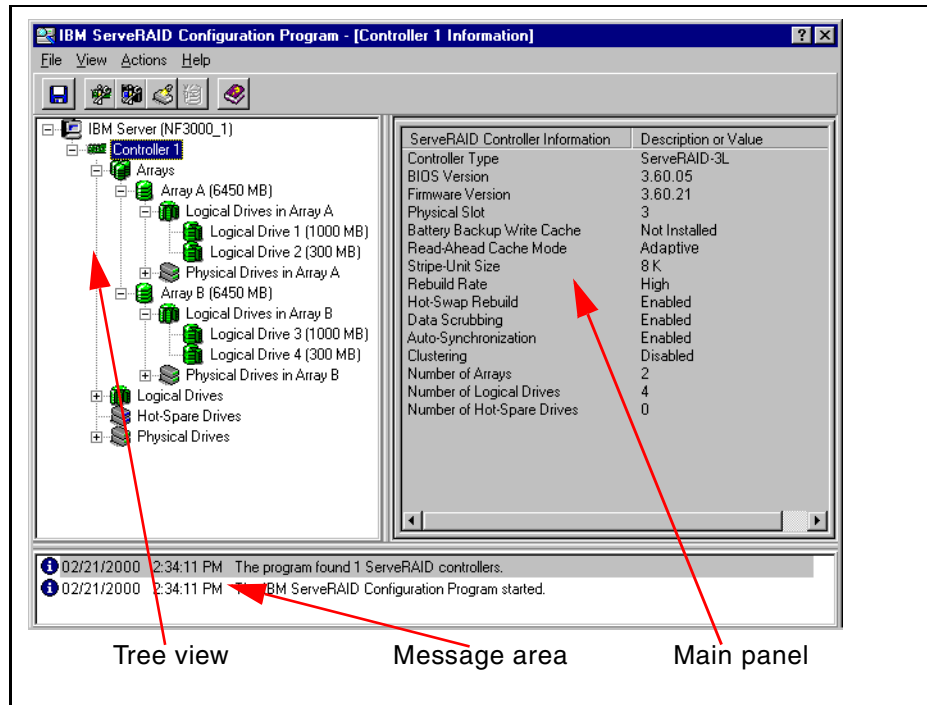 IBM ServeRAID Configuration Program - [Controller 1 Information]
File View Actions Help
IBM Server (NF3000_1)
Controller 1
Arrays
Array A (6450 MB)
Logical Drives in Array A
Logical Drive 1 (1000 MB)
Logical Drive 2 (300 MB)
Physical Drives in Array A
Array B (6450 MB)
Logical Drives in Array B
Logical Drive 3 (1000 MB)
Logical Drive 4 (300 MB)
Physical Drives in Array B
Logical Drives
Hot-Spare Drives
Physical Drives
ServeRAID Controller Information Description or Value
Controller Type ServeRAID-3L
BIOS Version 3.60.05
Firmware Version 3.60.21
Physical Slot 3
Battery Backup Write Cache Not Installed
Read-Ahead Cache Mode Adaptive
Stripe-Unit Size 8 K
Rebuild Rate High
Hot-Swap Rebuild Enabled
Data Scrubbing Enabled
Auto-Synchronization Enabled
Clustering Disabled
Number of Arrays 2
Number of Logical Drives 4
Number of Hot-Spare Drives 0
02/21/2000 2:34:11 PM The program found 1 ServeRAID controllers.
02/21/2000 2:34:11 PM The IBM ServeRAID Configuration Program started.
Tree view Message area Main panel